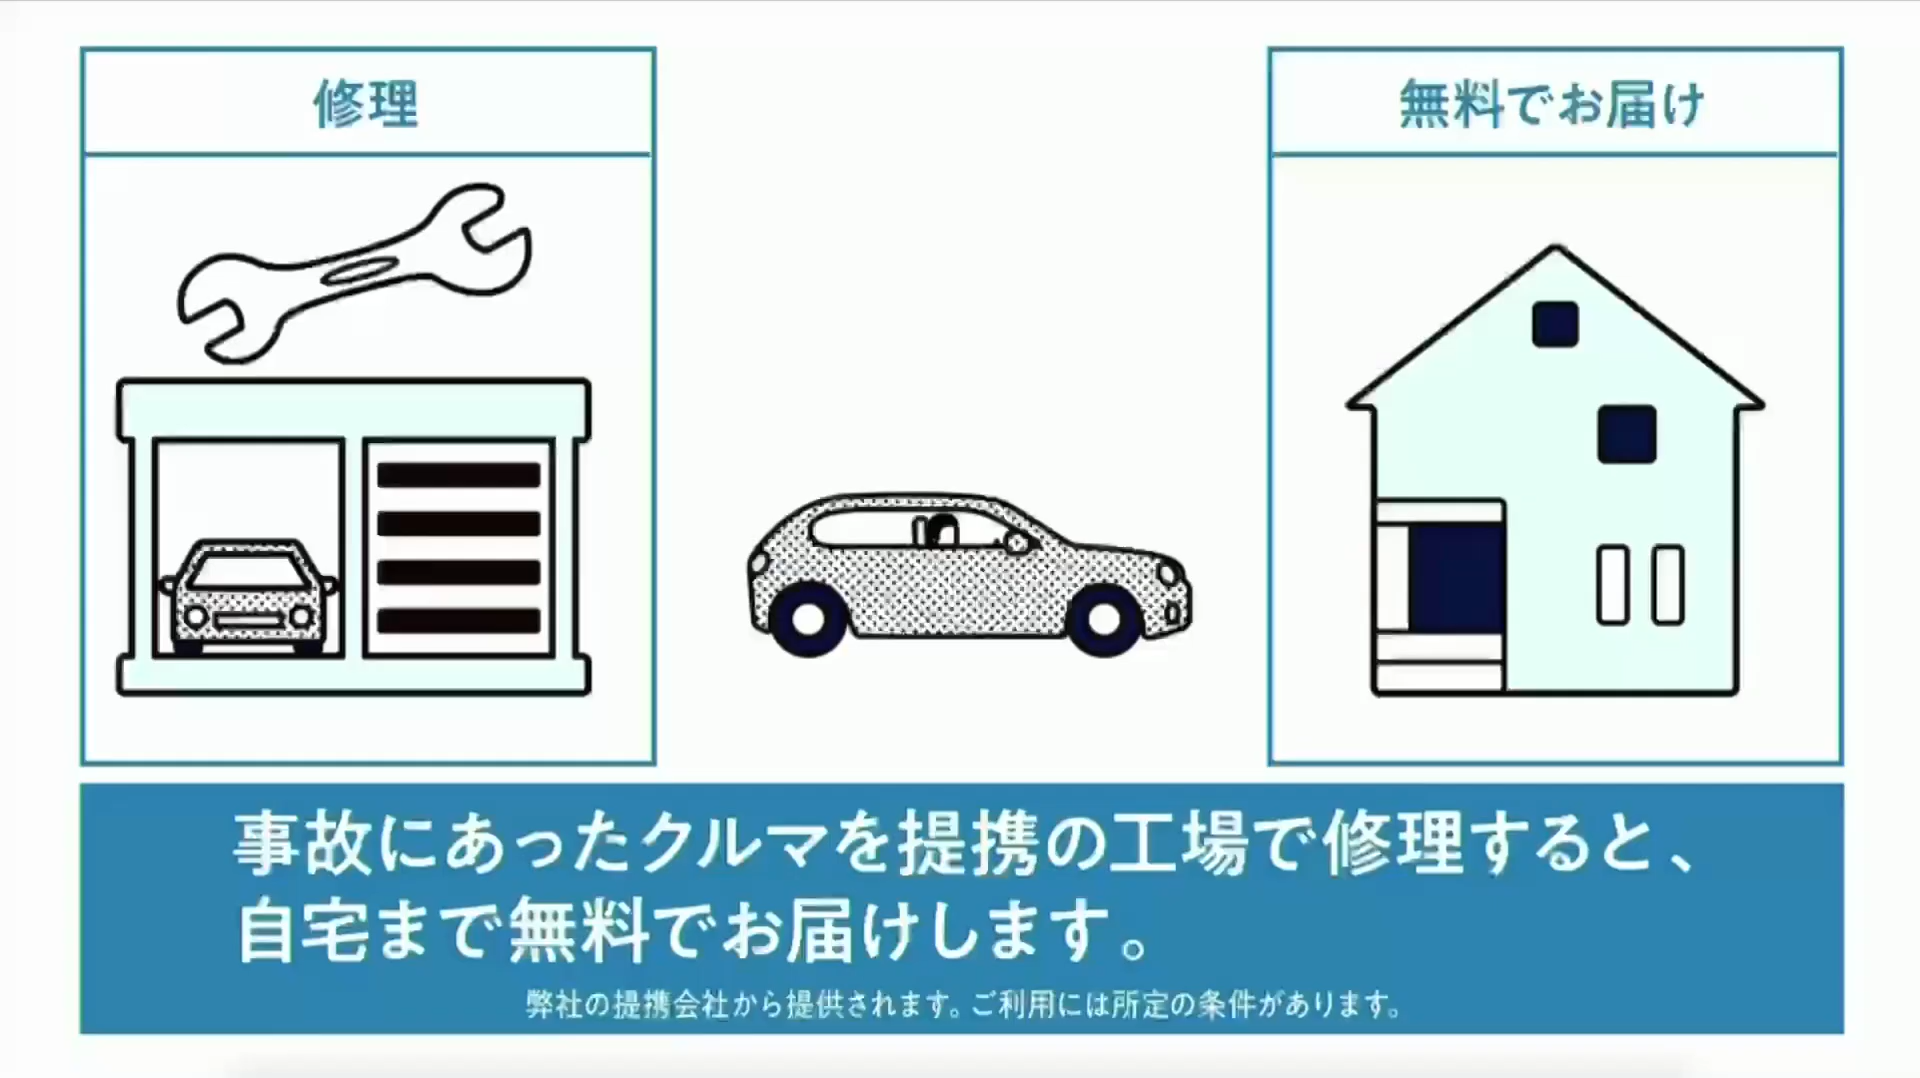 修理
無料でお届け
事故にあったクルマを提携の工場で修理すると、
自宅まで無料でお届けします。
弊社の提携会社から提供されます。ご利用には所定の条件があります。